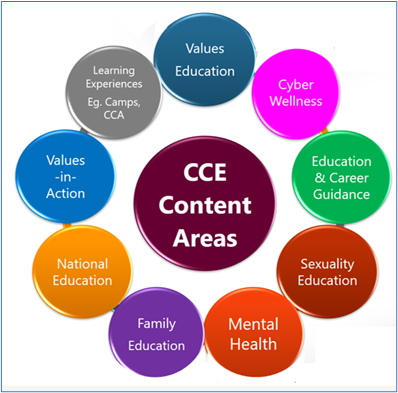 CCE
Content
Areas
Values
Education
Cyber
Wellness
Education
& Career
Guidance
Sexuality
Education
Mental
Health
Family
Education
National
Education
Values
-in-
Action
Learning
Experiences
Eg. Camps,
CCA